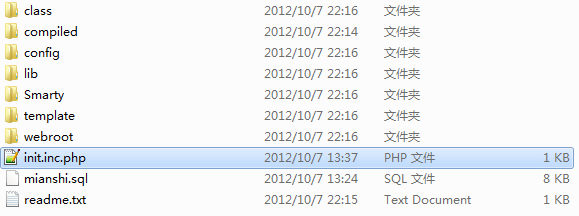 class 2012/10/7 22:16 文件夹
compiled 2012/10/7 22:14 文件夹
config 2012/10/7 22:16 文件夹
lib 2012/10/7 22:16 文件夹
Smarty 2012/10/7 22:16 文件夹
template 2012/10/7 22:16 文件夹
webroot 2012/10/7 22:16 文件夹
init.inc.php 2012/10/7 13:37 PHP 文件 1 KB
mianshi.sql 2012/10/7 13:24 SQL 文件 8 KB
readme.txt 2012/10/7 22:15 Text Document 1 KB